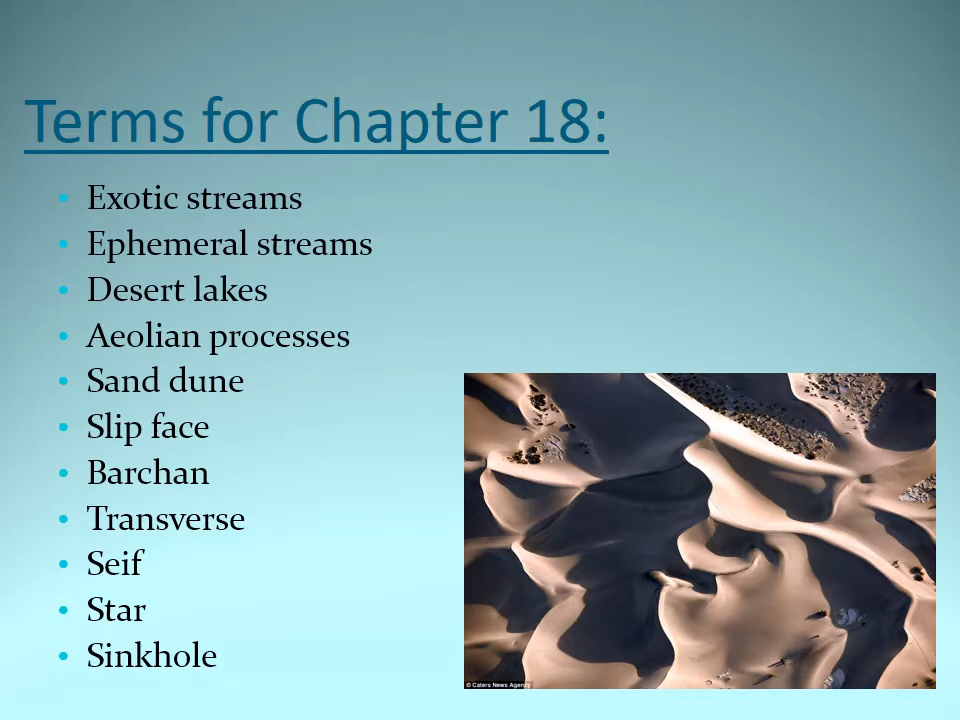 Terms for Chapter 18:
• Exotic streams
• Ephemeral streams
• Desert lakes
• Aeolian processes
• Sand dune
• Slip face
• Barchan
• Transverse
• Seif
• Star
• Sinkhole
© Caters News Agency